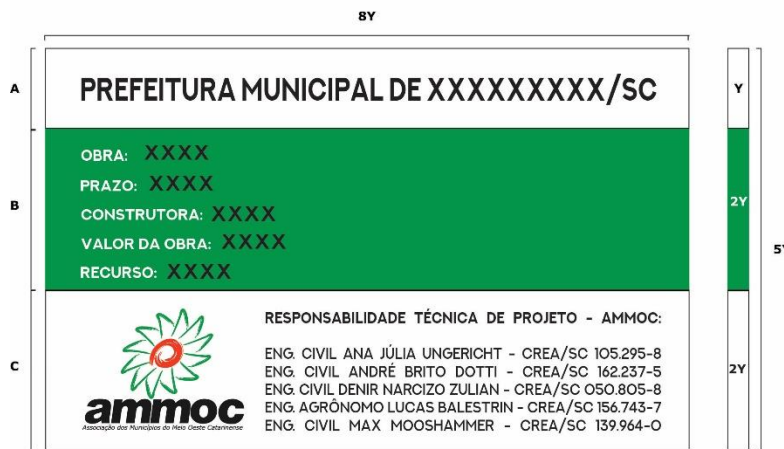 8Y
A
PREFEITURA MUNICIPAL DE XXXXXXXXX/SC
Y
B
OBRA: XXXX
PRAZO: XXXX
CONSTRUTORA: XXXX
VALOR DA OBRA: XXXX
RECURSO: XXXX
2Y
5Y
C
ammoc
Associação dos Municípios do Meio Oeste Catarinense
RESPONSABILIDADE TÉCNICA DE PROJETO - AMMOC:
ENG. CIVIL ANA JÚLIA UNGERICHT - CREA/SC 105.295-8
ENG. CIVIL ANDRÉ BRITO DOTTI - CREA/SC 162.237-5
ENG. CIVIL DENIR NARCIZO ZULIAN - CREA/SC 050.805-8
ENG. AGRÔNOMO LUCAS BALESTRIN - CREA/SC 156.743-7
ENG. CIVIL MAX MOOSHAMMER - CREA/SC 139.964-0
2Y